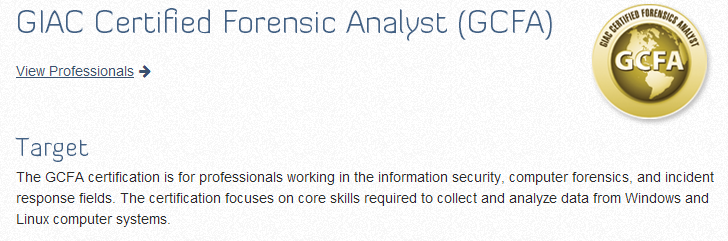 GIAC Certified Forensic Analyst (GCFA)
View Professionals
GIAC CERTIFIED FORENSICS ANALYST
GCFA
Target
The GCFA certification is for professionals working in the information security, computer forensics, and incident
response fields. The certification focuses on core skills required to collect and analyze data from Windows and
Linux computer systems.